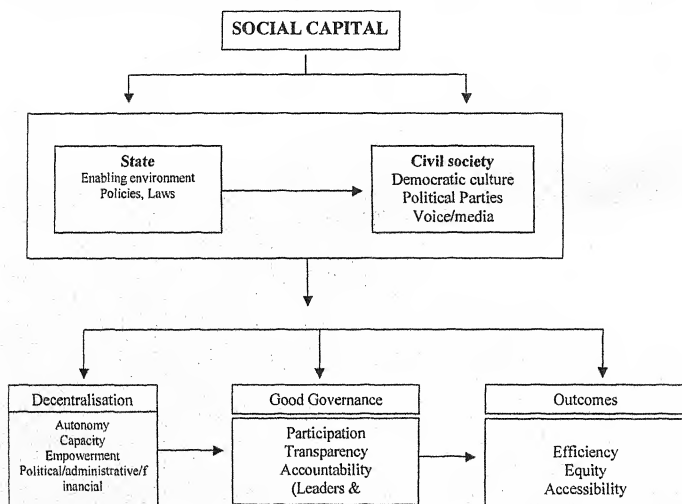 SOCIAL CAPITAL
State
Enabling environment
Policies, Laws
Civil society
Democratic culture
Political Parties
Voice/media
Decentralisation
Autonomy
Capacity
Empowerment
Political/administrative/f
inancial
Good Governance
Participation
Transparency
Accountability
(Leaders &
Outcomes
Efficiency
Equity
Accessibility